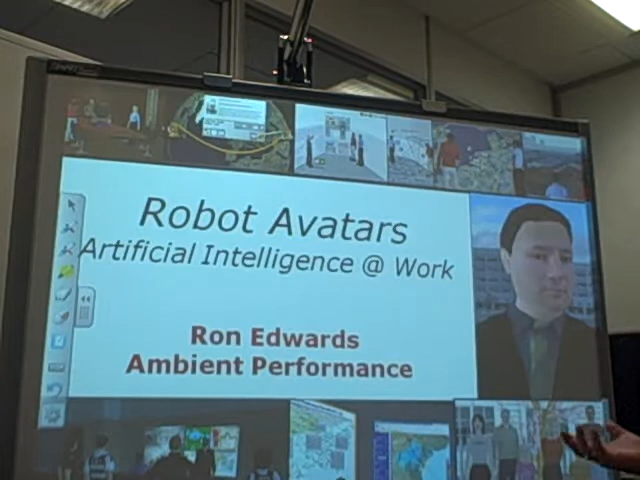 Robot Avatars
Artificial Intelligence @ Work
Ron Edwards
Ambient Performance